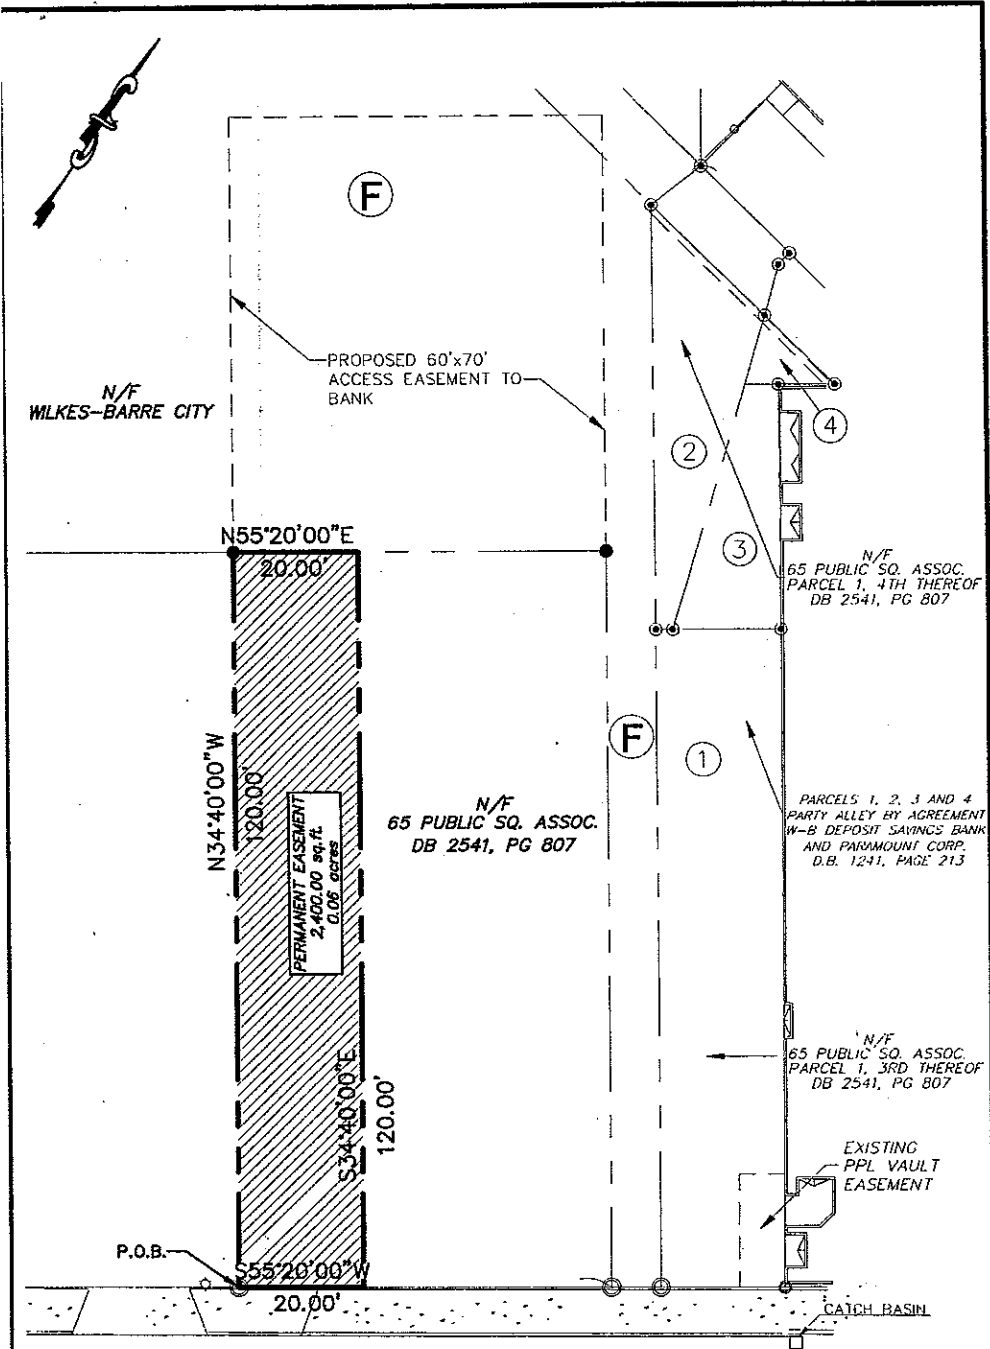 F
PROPOSED 60'x70'
ACCESS EASEMENT TO
BANK
N/F
WILKES-BARRE CITY
4
2
3
N55°20'00"E
20.00'
N/F
65 PUBLIC SQ. ASSOC.
PARCEL 1, 4TH THEREOF
DB 2541, PG 807
N34°40'00"W
120.00'
PERMANENT EASEMENT
2,400.00 sq.ft.
0.06 acres
F
1
N/F
65 PUBLIC SQ. ASSOC.
DB 2541, PG 807
PARCELS 1, 2, 3 AND 4
PARTY ALLEY BY AGREEMENT
W-B DEPOSIT SAVINGS BANK
AND PARAMOUNT CORP.
D.B. 1241, PAGE 213
S34°40'00"E
120.00'
N/F
65 PUBLIC SQ. ASSOC.
PARCEL 1, 3RD THEREOF
DB 2541, PG 807
EXISTING
PPL VAULT
EASEMENT
P.O.B.
S55°20'00"W
20.00'
CATCH BASIN